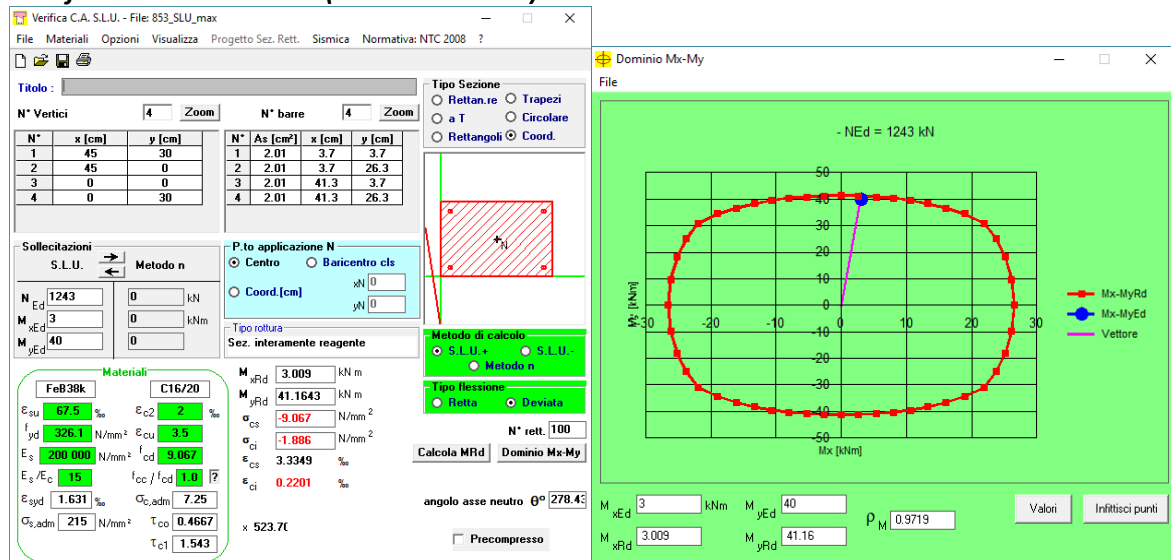 Verifica C.A. S.L.U. - File: 853_SLU_max
File Materiali Opzioni Visualizza Progetto Sez. Rett. Sismica Normativa: NTC 2008 ?
Titolo :
N° Vertici 4 Zoom N° barre 4 Zoom
N° x [cm] y [cm]
1 45 30
2 45 0
3 0 0
4 0 30
N° As [cm²] x [cm] y [cm]
1 2.01 3.7 3.7
2 2.01 3.7 26.3
3 2.01 41.3 3.7
4 2.01 41.3 26.3
Tipo Sezione
Rettan.re Trapezi
a T Circolare
Rettangoli Coord.
N
Sollecitazioni
S.L.U. Metodo n
N Ed 1243 0 kN
M xEd 3 0 kNm
M yEd 40 0
P.to applicazione N
Centro Baricentro cls
Coord.[cm] xN 0
yN 0
Tipo rottura
Sez. interamente reagente
Metodo di calcolo
S.L.U.+ S.L.U.-
Metodo n
Tipo flessione
Retta Deviata
N° rett. 100
Calcola MRd Dominio Mx-My
angolo asse neutro θ° 278.43
Precompresso
Materiali
FeB38k C16/20
εsu 67.5 ‰ εc2 2 ‰
fyd 326.1 N/mm² εcu 3.5
Es 200 000 N/mm² fcd 9.067
Es /Ec 15 fcc / fcd 1.0 ?
εsyd 1.631 ‰ σc,adm 7.25
σs,adm 215 N/mm² τco 0.4667
τc1 1.543
M xRd 3.009 kN m
M yRd 41.1643 kN m
σcs -9.067 N/mm²
σci -1.886 N/mm²
εcs 3.3349 ‰
εci 0.2201 ‰
x 523.70
Dominio Mx-My
File
- NEd = 1243 kN
50
40
30
20
10
0
-10
-20
-30
-40
-50
-30 -20 -10 0 10 20 30
My [kNm]
Mx [kNm]
Mx-MyRd
Mx-MyEd
Vettore
M xEd 3 kNm M yEd 40
M xRd 3.009 M yRd 41.16
ρM 0.9719
Valori Infittisci punti